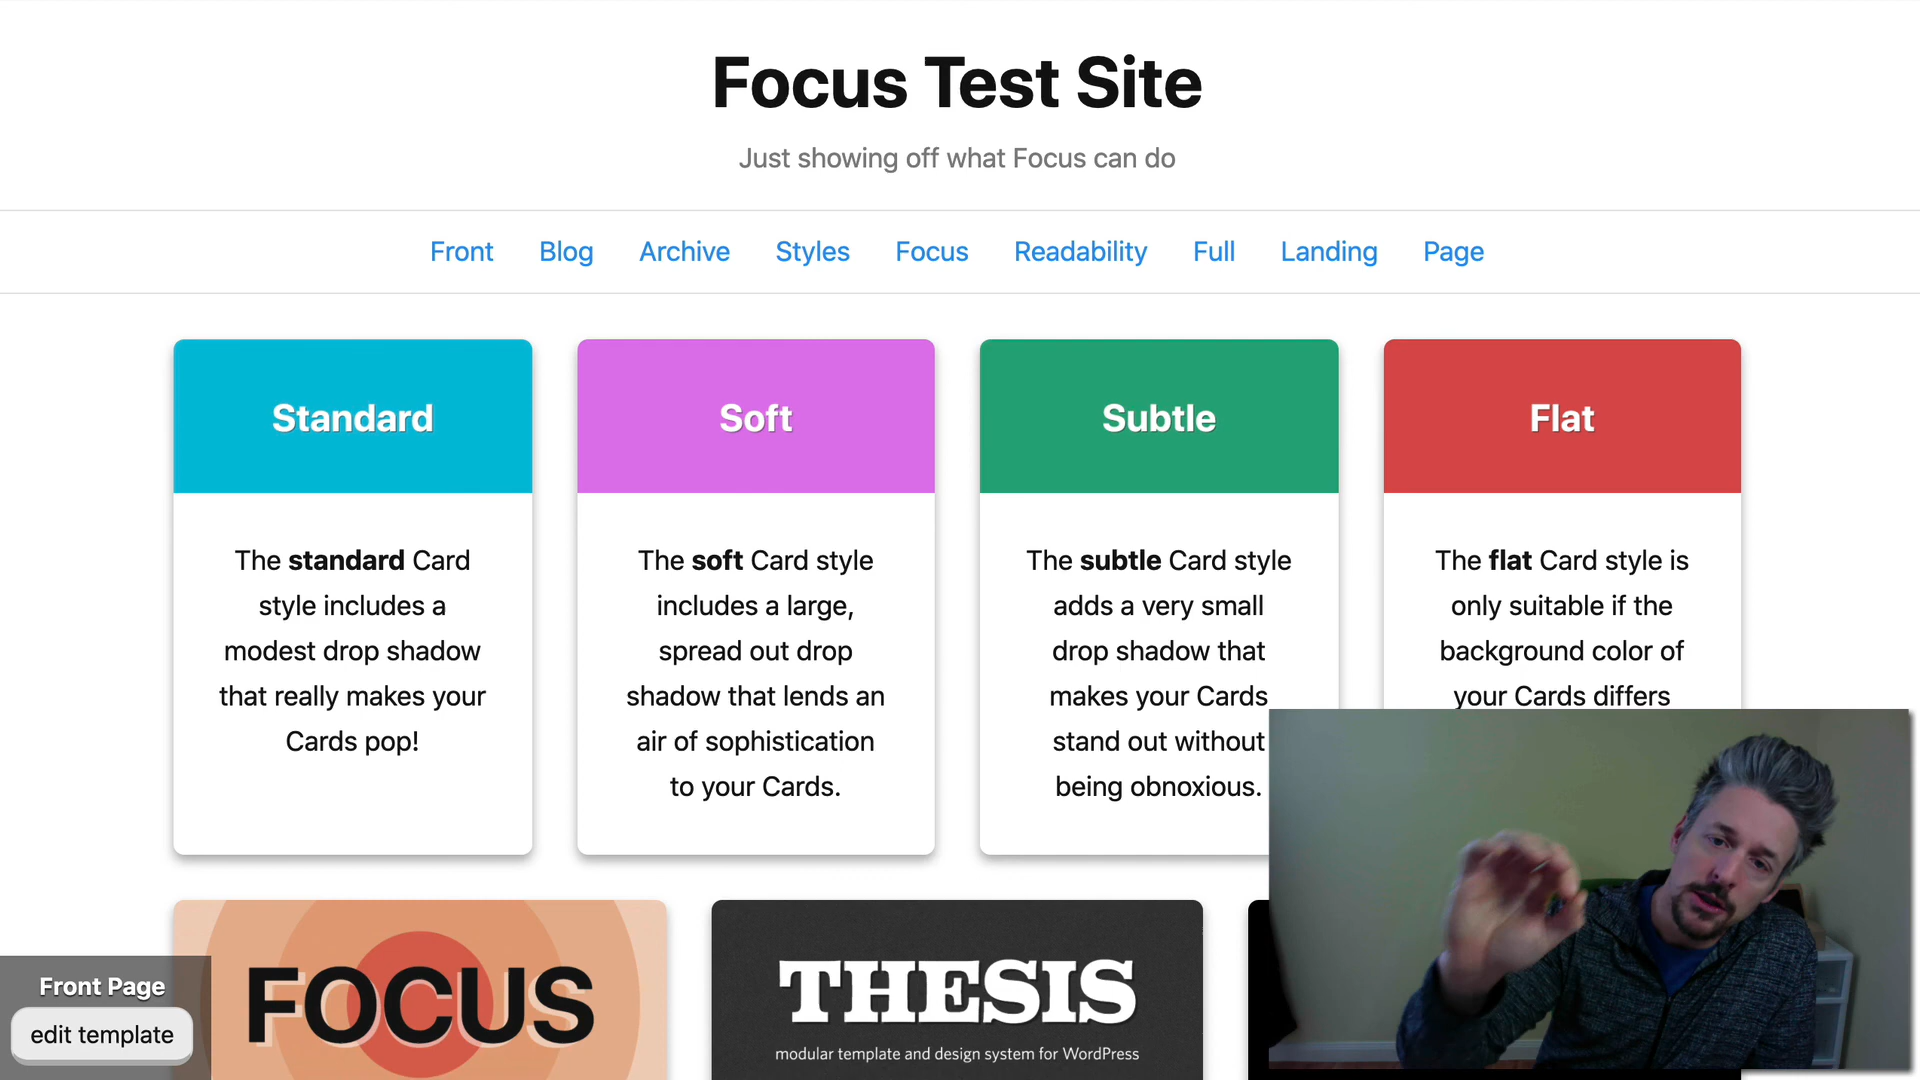 Focus Test Site
Just showing off what Focus can do
Front Blog Archive Styles Focus Readability Full Landing Page
Standard
The standard Card
style includes a
modest drop shadow
that really makes your
Cards pop!
Soft
The soft Card style
includes a large,
spread out drop
shadow that lends an
air of sophistication
to your Cards.
Subtle
The subtle Card style
adds a very small
drop shadow that
makes your Cards
stand out without
being obnoxious.
Flat
The flat Card style is
only suitable if the
background color of
your Cards differs
FOCUS
THESIS
modular template and design system for WordPress
Front Page
edit template